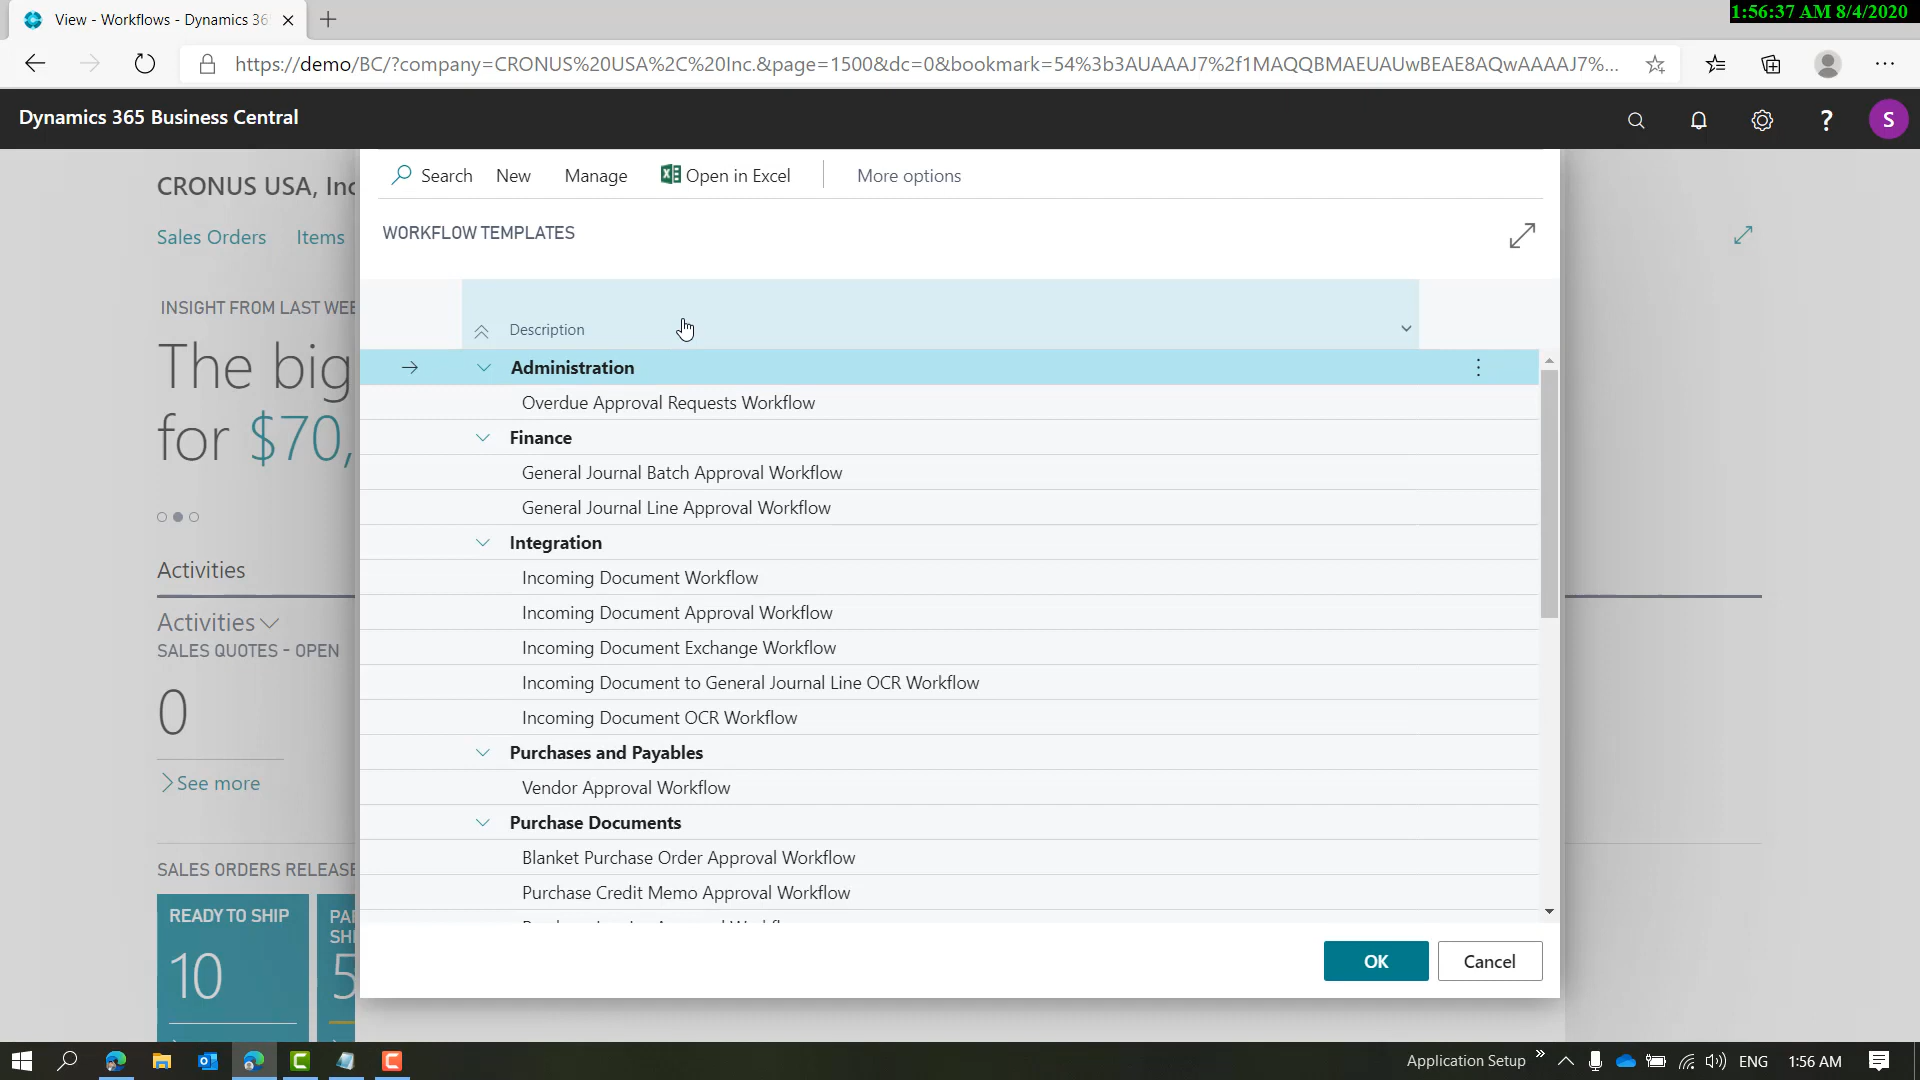 View - Workflows - Dynamics 36
1:56:37 AM 8/4/2020
https://demo/BC/?company=CRONUS%20USA%2C%20Inc.&page=1500&dc=0&bookmark=54%3b3AUAAAJ7%2f1MAQQBMAEUAUwBEAE8AQwAAAAJ7%...
Dynamics 365 Business Central
?
S
CRONUS USA, Inc
Sales Orders Items
INSIGHT FROM LAST WEE
The big
for $70,
Activities
Activities
SALES QUOTES - OPEN
0
See more
SALES ORDERS RELEASE
READY TO SHIP
10
PAR
SHI
5
Search New Manage Open in Excel More options
WORKFLOW TEMPLATES
Description
Administration
Overdue Approval Requests Workflow
Finance
General Journal Batch Approval Workflow
General Journal Line Approval Workflow
Integration
Incoming Document Workflow
Incoming Document Approval Workflow
Incoming Document Exchange Workflow
Incoming Document to General Journal Line OCR Workflow
Incoming Document OCR Workflow
Purchases and Payables
Vendor Approval Workflow
Purchase Documents
Blanket Purchase Order Approval Workflow
Purchase Credit Memo Approval Workflow
OK Cancel
Application Setup » ENG 1:56 AM